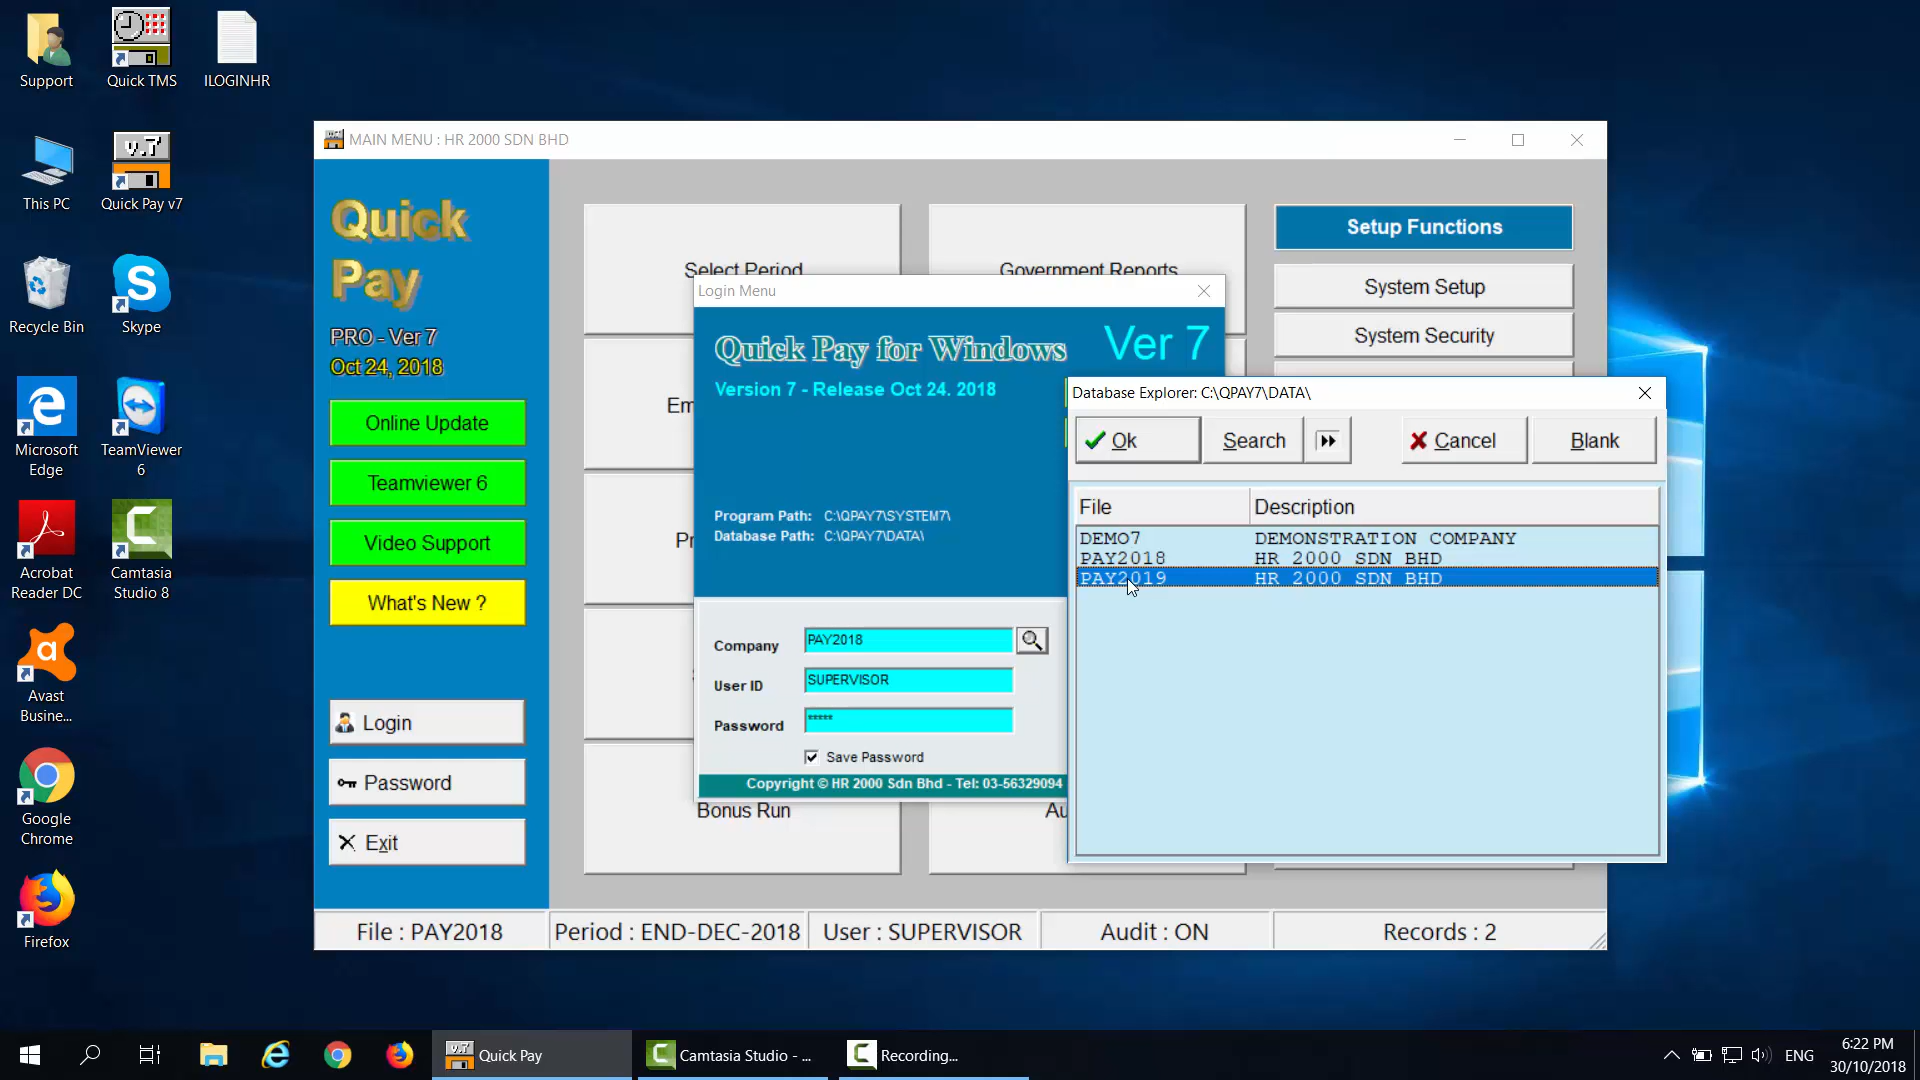 Support
Quick TMS
ILOGINHR
This PC
Quick Pay v7
Recycle Bin
Skype
Microsoft
Edge
TeamViewer
6
Acrobat
Reader DC
Camtasia
Studio 8
Avast
Busine...
Google
Chrome
Firefox
MAIN MENU : HR 2000 SDN BHD
Quick
Pay
PRO - Ver 7
Oct 24, 2018
Online Update
Teamviewer 6
Video Support
What's New ?
Login
Password
Exit
Select Period
Government Reports
Em
Pr
Bonus Run
Au
Setup Functions
System Setup
System Security
Login Menu
Quick Pay for Windows
Ver 7
Version 7 - Release Oct 24. 2018
Program Path: C:\QPAY7\SYSTEM7\
Database Path: C:\QPAY7\DATA\
Company PAY2018
User ID SUPERVISOR
Password *****
Save Password
Copyright © HR 2000 Sdn Bhd - Tel: 03-56329094
Database Explorer: C:\QPAY7\DATA\
Ok Search Cancel Blank
File Description
DEMO7 DEMONSTRATION COMPANY
PAY2018 HR 2000 SDN BHD
PAY2019 HR 2000 SDN BHD
File : PAY2018 Period : END-DEC-2018 User : SUPERVISOR Audit : ON Records : 2
v.7
Quick Pay
Camtasia Studio - ...
Recording...
ENG
6:22 PM
30/10/2018